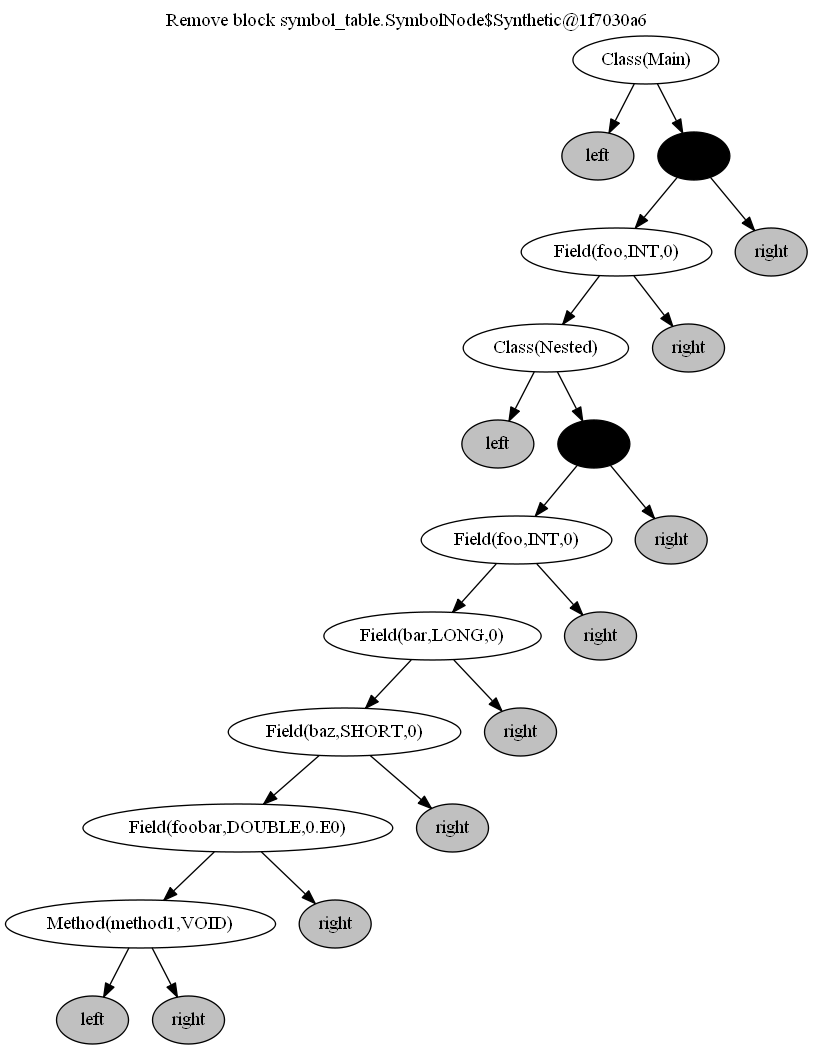 Remove block symbol_table.SymbolNode$Synthetic@1f7030a6
Class(Main)
left
Field(foo,INT,0)
right
Class(Nested)
right
left
Field(foo,INT,0)
right
Field(bar,LONG,0)
right
Field(baz,SHORT,0)
right
Field(foobar,DOUBLE,0.E0)
right
Method(method1,VOID)
right
left
right